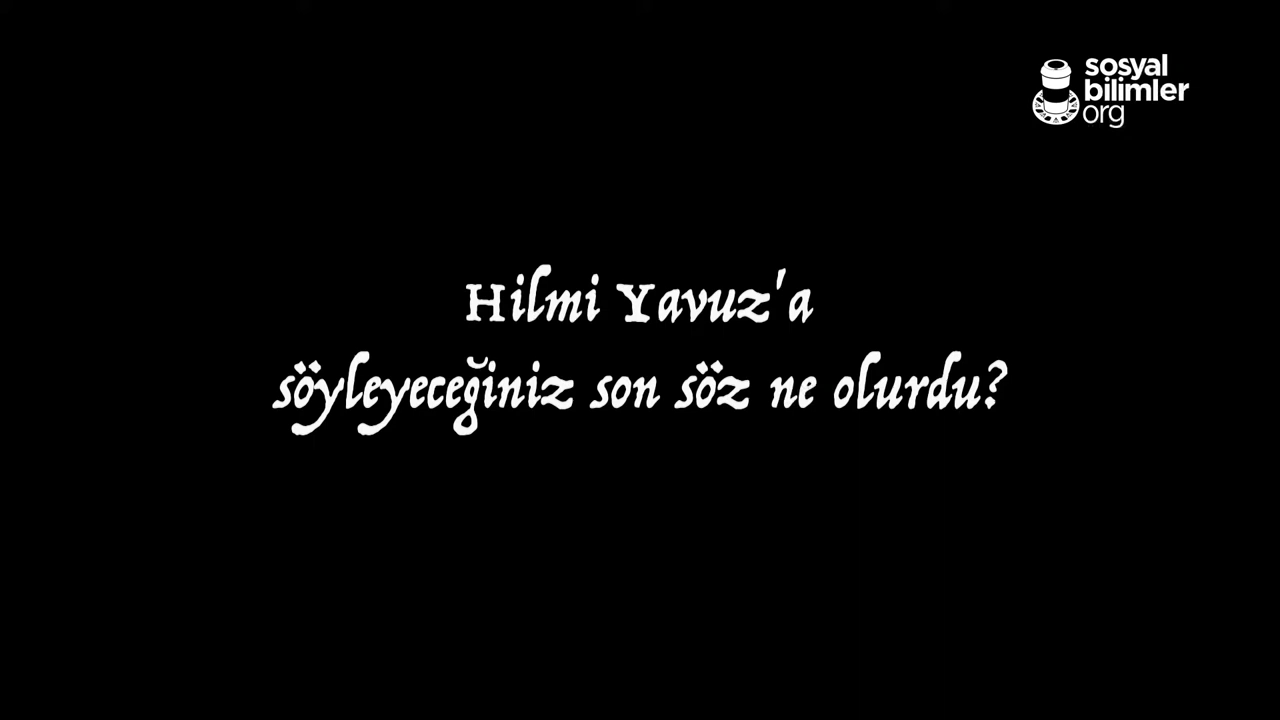 sosyal
bilimler
org
Hilmi Yavuz'a
söyleyeceğiniz son söz ne olurdu?